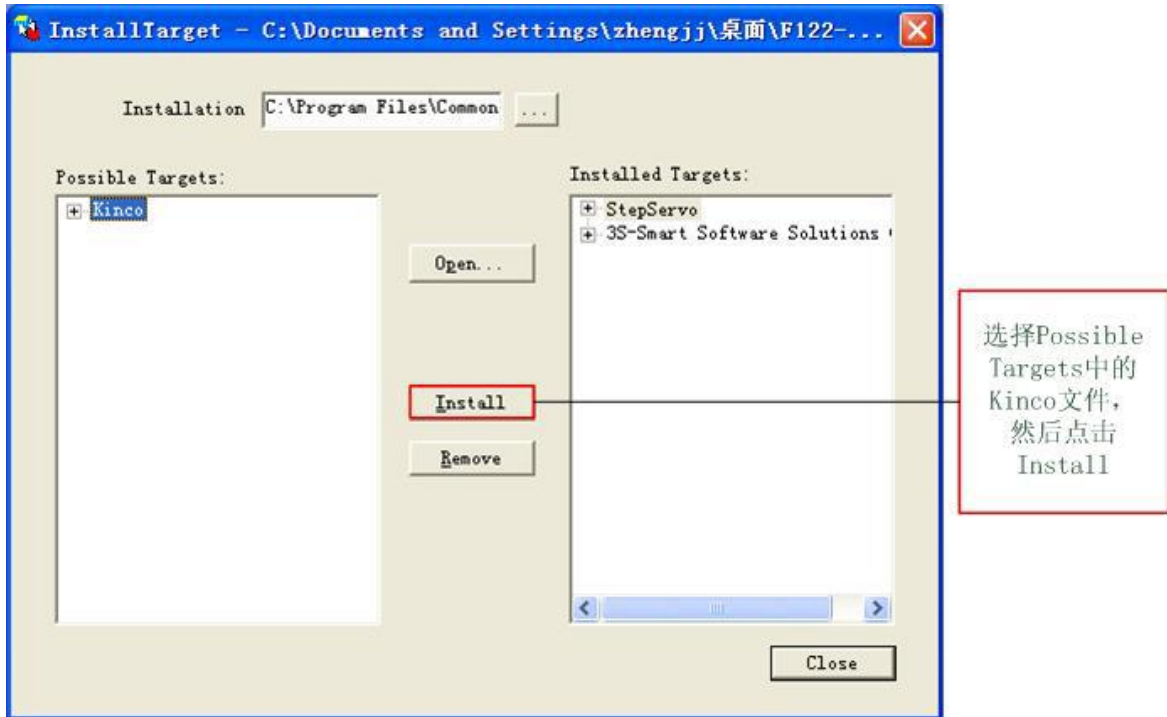 InstallTarget - C:\Documents and Settings\zhengjj\桌面\F122-...
Installation C:\Program Files\Common ...
Possible Targets:
Kinco
Open...
Install
Remove
Installed Targets:
StepServo
3S-Smart Software Solutions
Close
选择Possible
Targets中的
Kinco文件，
然后点击
Install